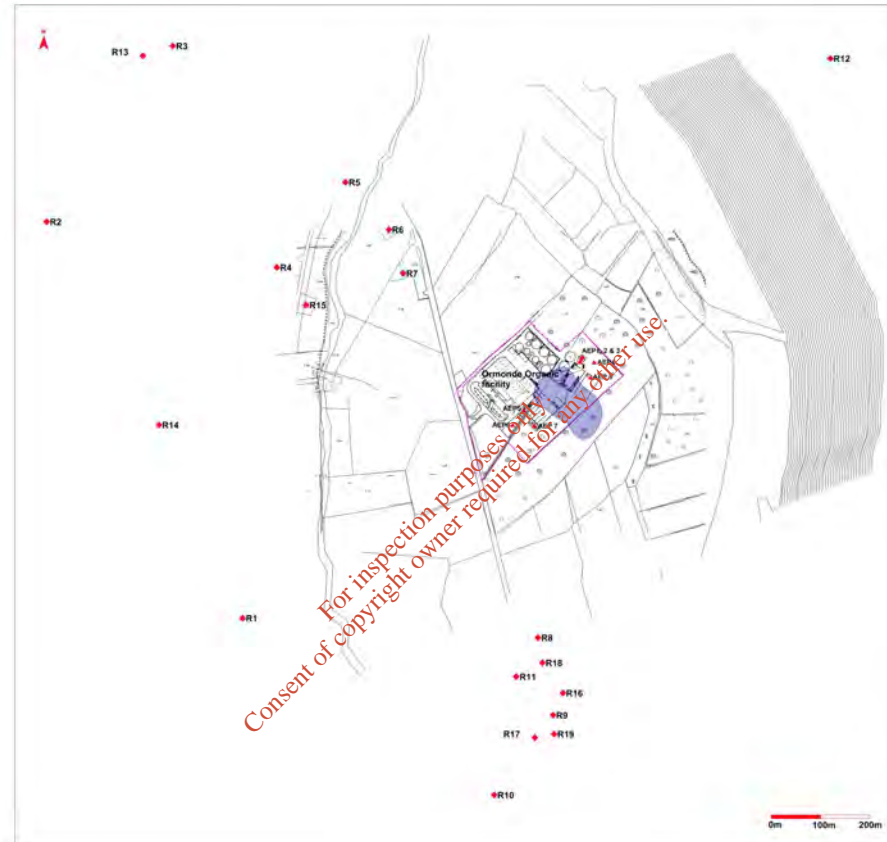 N
R13
R3
R12
R5
R2
R6
R4
R7
R15
AEP1, 2 & 3
Ormonde Organic
facility
R14
For inspection purposes only.
Consent of copyright owner required for any other use.
R1
R8
R18
R11
R16
R9
R17
R19
R10
0m 100m 200m